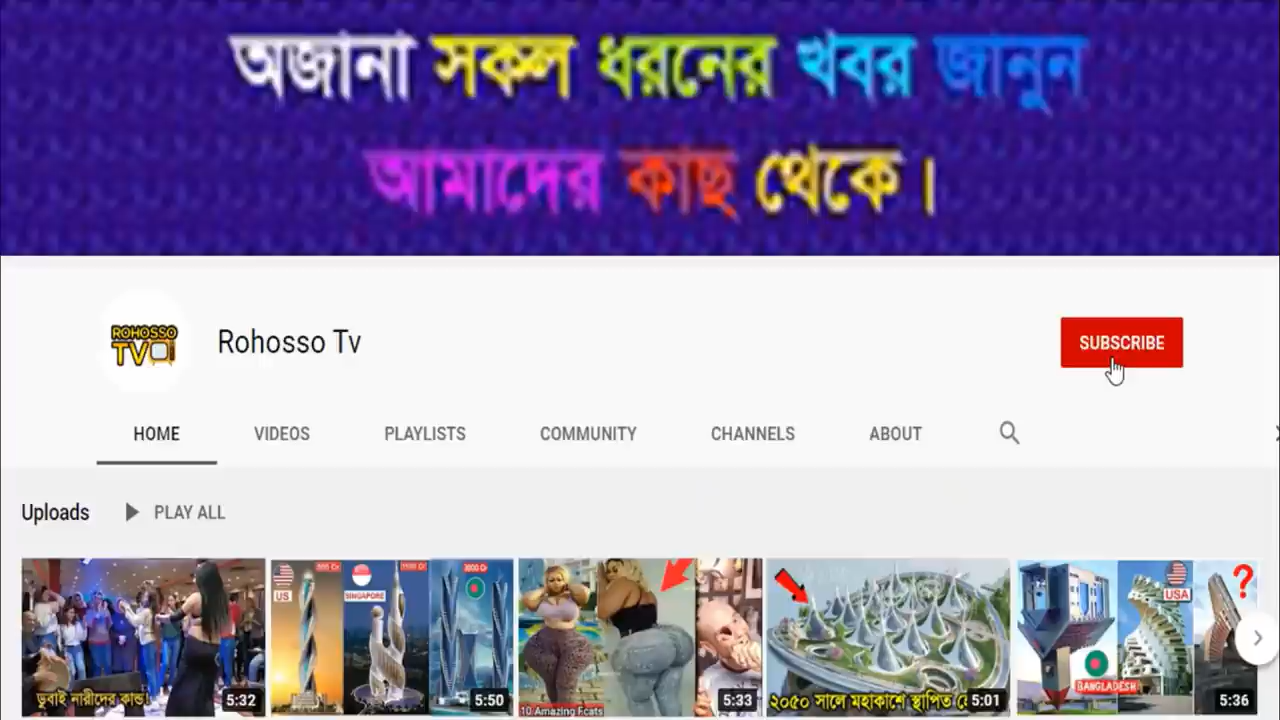 অজানা সকল ধরনের খবর জানুন
আমাদের কাছ থেকে।
ROHOSSO
TV
Rohosso Tv
SUBSCRIBE
HOME VIDEOS PLAYLISTS COMMUNITY CHANNELS ABOUT
Uploads PLAY ALL
US
SINGAPORE
3000 Cr
USA
?
BANGLADESH
ডুবাই নারীদের কান্ড!
5:32
5:50
10 Amazing Fcats
5:33
২০৫০ সালে মহাকাশে স্থাপিত
5:01
5:36